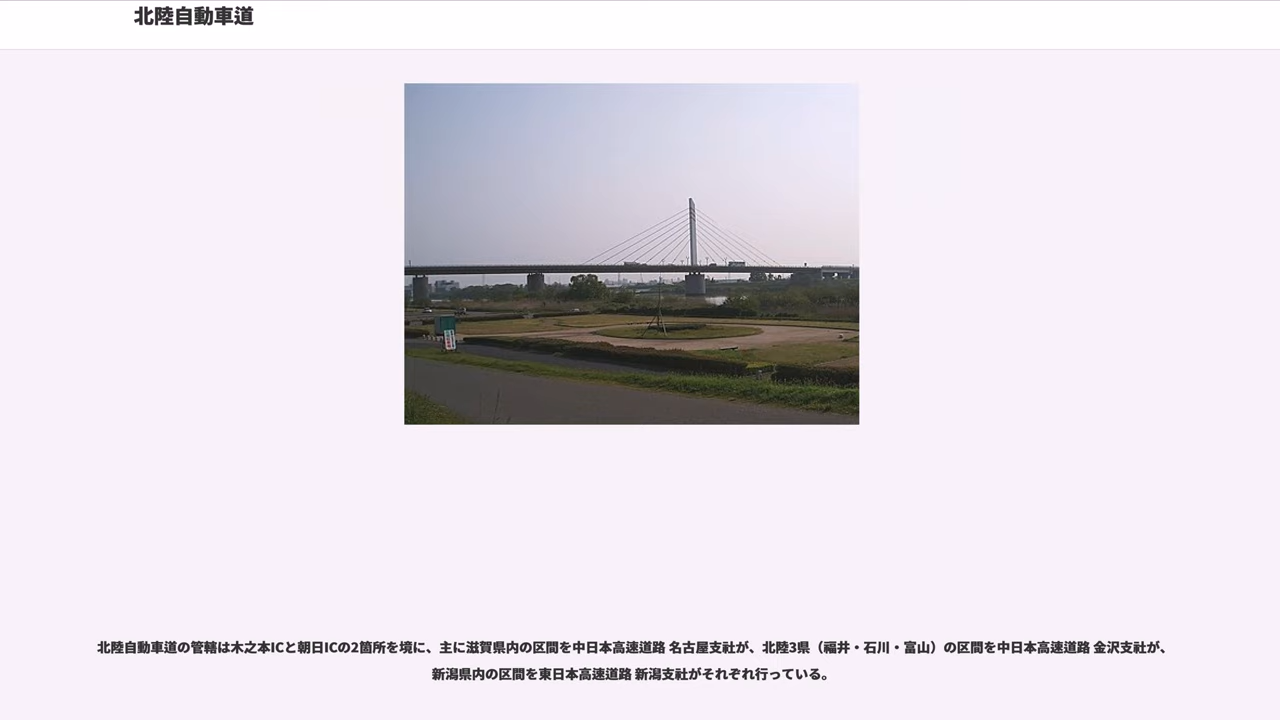 北陸自動車道
北陸自動車道の管轄は木之本ICと朝日ICの2箇所を境に、主に滋賀県内の区間を中日本高速道路 名古屋支社が、北陸3県（福井・石川・富山）の区間を中日本高速道路 金沢支社が、
新潟県内の区間を東日本高速道路 新潟支社がそれぞれ行っている。